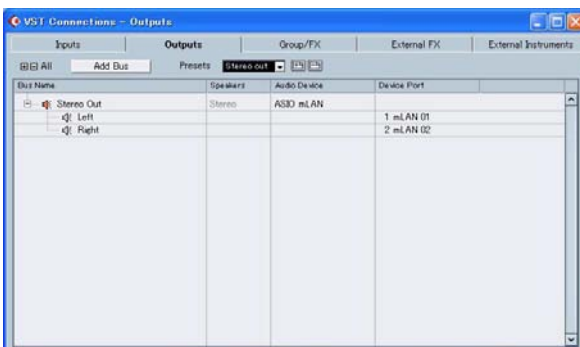 VST Connections - Outputs
Inputs Outputs Group/FX External FX External Instruments
All Add Bus Presets Stereo out
Bus Name Speakers Audio Device Device Port
Stereo Out Stereo ASIO mLAN
Left 1 mLAN 01
Right 2 mLAN 02